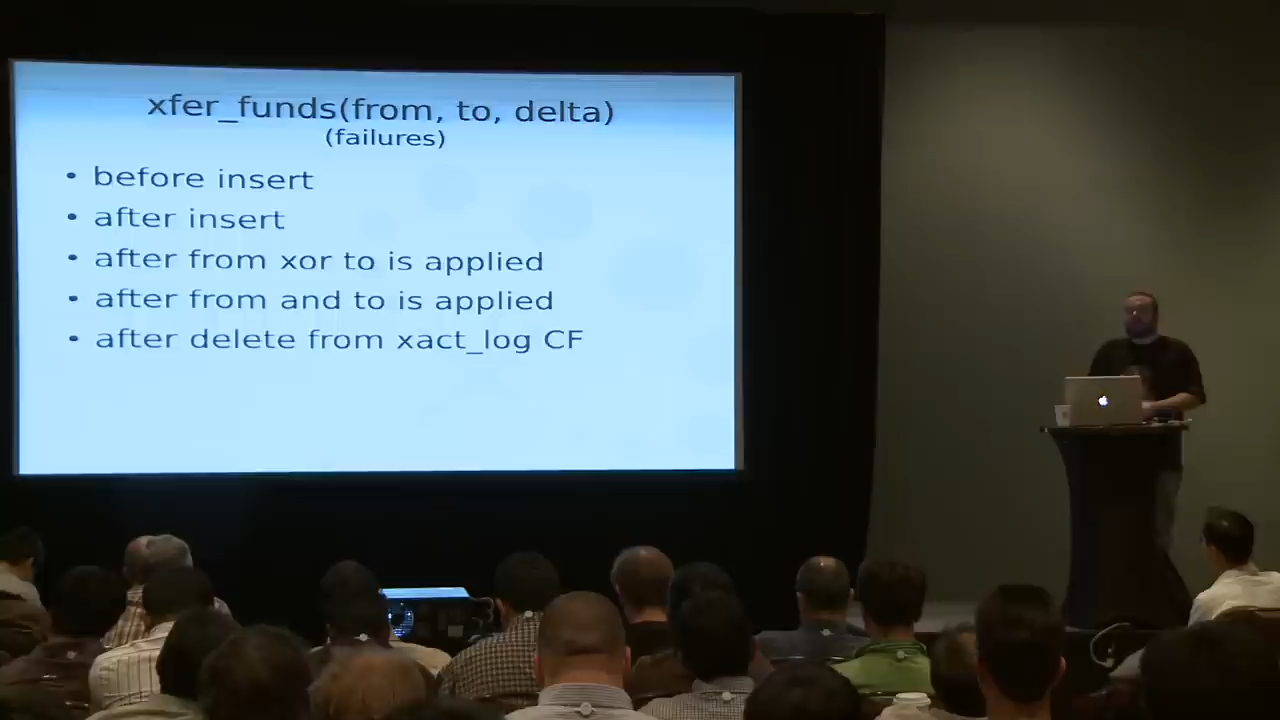 xfer_funds(from, to, delta)
(failures)
• before insert
• after insert
• after from xor to is applied
• after from and to is applied
• after delete from xact_log CF